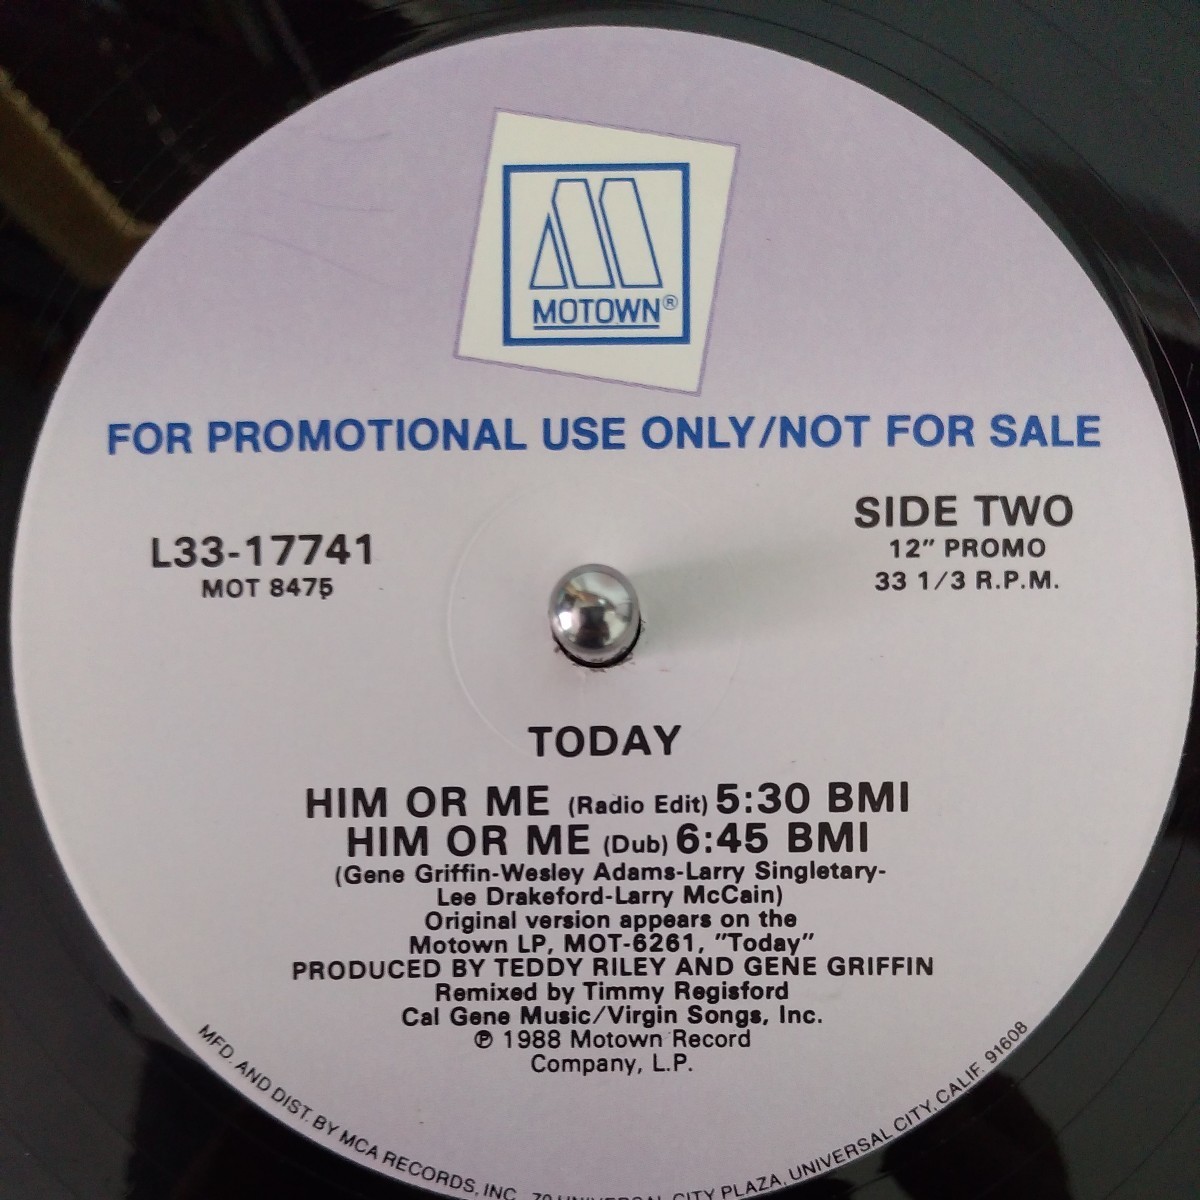 MOTOWN®
FOR PROMOTIONAL USE ONLY/NOT FOR SALE
L33-17741
MOT 8475
SIDE TWO
12" PROMO
33 1/3 R.P.M.
TODAY
HIM OR ME (Radio Edit) 5:30 BMI
HIM OR ME (Dub) 6:45 BMI
(Gene Griffin-Wesley Adams-Larry Singletary-
Lee Drakeford-Larry McCain)
Original version appears on the
Motown LP, MOT-6261, "Today"
PRODUCED BY TEDDY RILEY AND GENE GRIFFIN
Remixed by Timmy Regisford
Cal Gene Music/Virgin Songs, Inc.
℗ 1988 Motown Record
Company, L.P.
MFD. AND DIST. BY MCA RECORDS, INC. 70 UNIVERSAL CITY PLAZA, UNIVERSAL CITY, CALIF. 91608